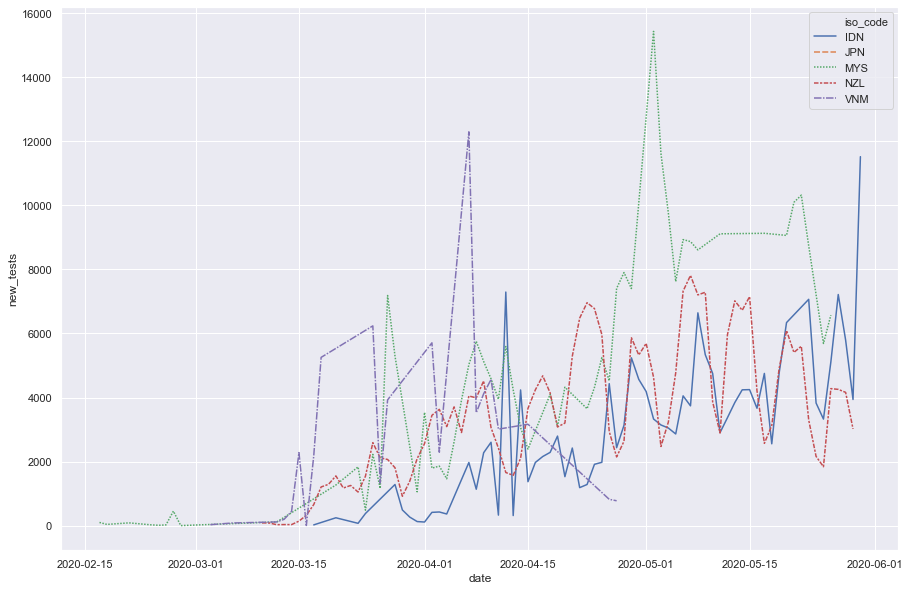 16000
14000
12000
10000
8000
6000
4000
2000
0
new_tests
2020-02-15
2020-03-01
2020-03-15
2020-04-01
2020-04-15
2020-05-01
2020-05-15
2020-06-01
date
iso_code
IDN
JPN
MYS
NZL
VNM